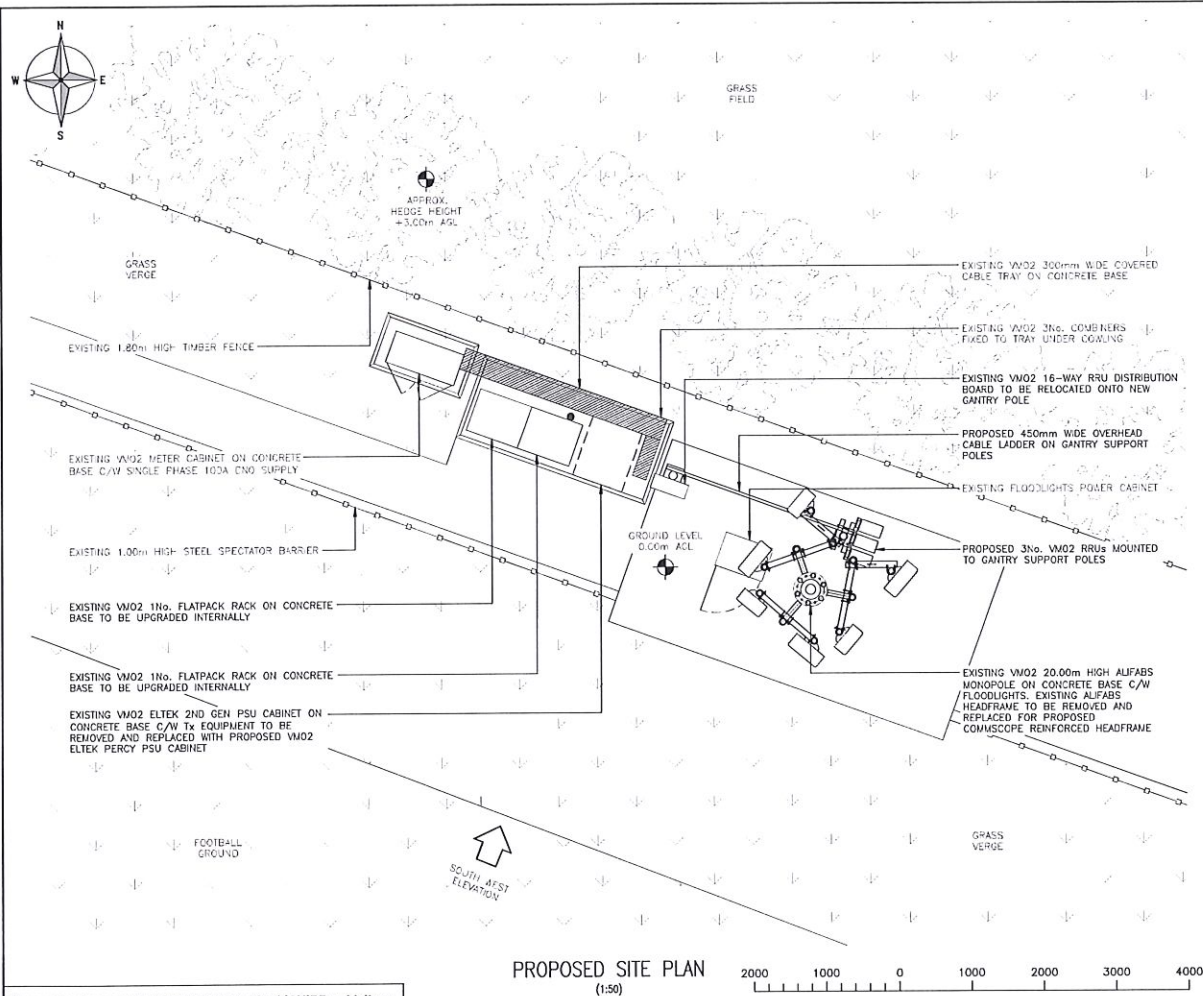 N
W
E
S
GRASS
FIELD
APPROX.
HEDGE HEIGHT
+3.00m AGL
GRASS
VERGE
EXISTING VMO2 300mm WIDE COVERED
CABLE TRAY ON CONCRETE BASE
EXISTING VMO2 3No. COMBINERS
FIXED TO TRAY UNDER COWLING
EXISTING VMO2 16-WAY RRU DISTRIBUTION
BOARD TO BE RELOCATED ONTO NEW
GANTRY POLE
PROPOSED 450mm WIDE OVERHEAD
CABLE LADDER ON GANTRY SUPPORT
POLES
EXISTING FLOODLIGHTS POWER CABINET
PROPOSED 3No. VMO2 RRUs MOUNTED
TO GANTRY SUPPORT POLES
EXISTING VMO2 20.00m HIGH ALIFABS
MONOPOLE ON CONCRETE BASE C/W
FLOODLIGHTS. EXISTING ALIFABS
HEADFRAME TO BE REMOVED AND
REPLACED FOR PROPOSED
COMMSCOPE REINFORCED HEADFRAME
EXISTING 1.80m HIGH TIMBER FENCE
EXISTING VMO2 METER CABINET ON CONCRETE
BASE C/W SINGLE PHASE 100A DNO SUPPLY
EXISTING 1.00m HIGH STEEL SPECTATOR BARRIER
GROUND LEVEL
0.00m AGL
EXISTING VMO2 1No. FLATPACK RACK ON CONCRETE
BASE TO BE UPGRADED INTERNALLY
EXISTING VMO2 1No. FLATPACK RACK ON CONCRETE
BASE TO BE UPGRADED INTERNALLY
EXISTING VMO2 ELTEK 2ND GEN PSU CABINET ON
CONCRETE BASE C/W Tx EQUIPMENT TO BE
REMOVED AND REPLACED WITH PROPOSED VMO2
ELTEK PERCY PSU CABINET
FOOTBALL
GROUND
SOUTH WEST
ELEVATION
GRASS
VERGE
PROPOSED SITE PLAN
(1:50)
2000 1000 0 1000 2000 3000 4000